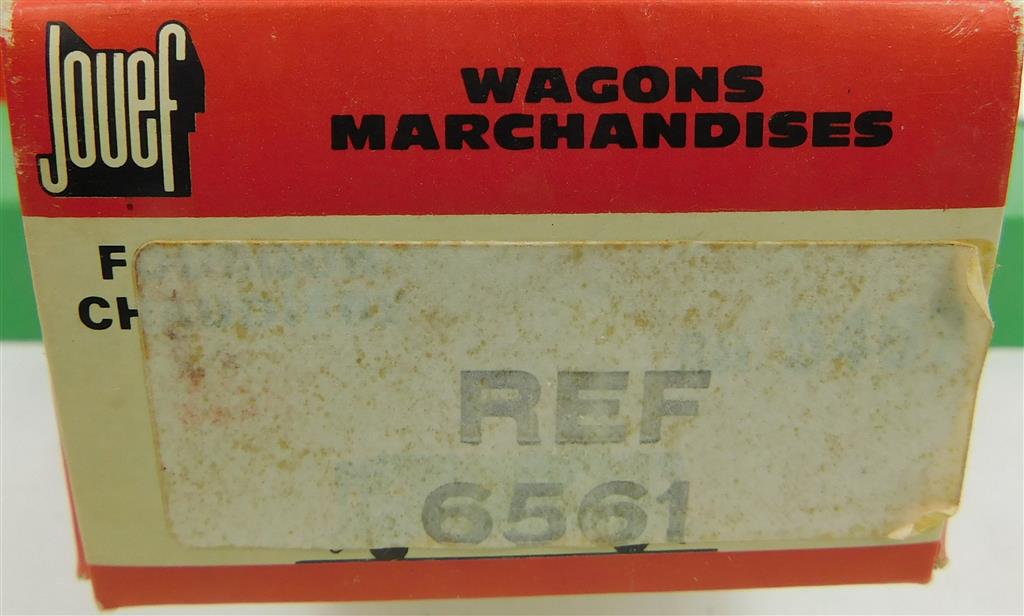 Jouef
WAGONS
MARCHANDISES
F
CH
REF
6561